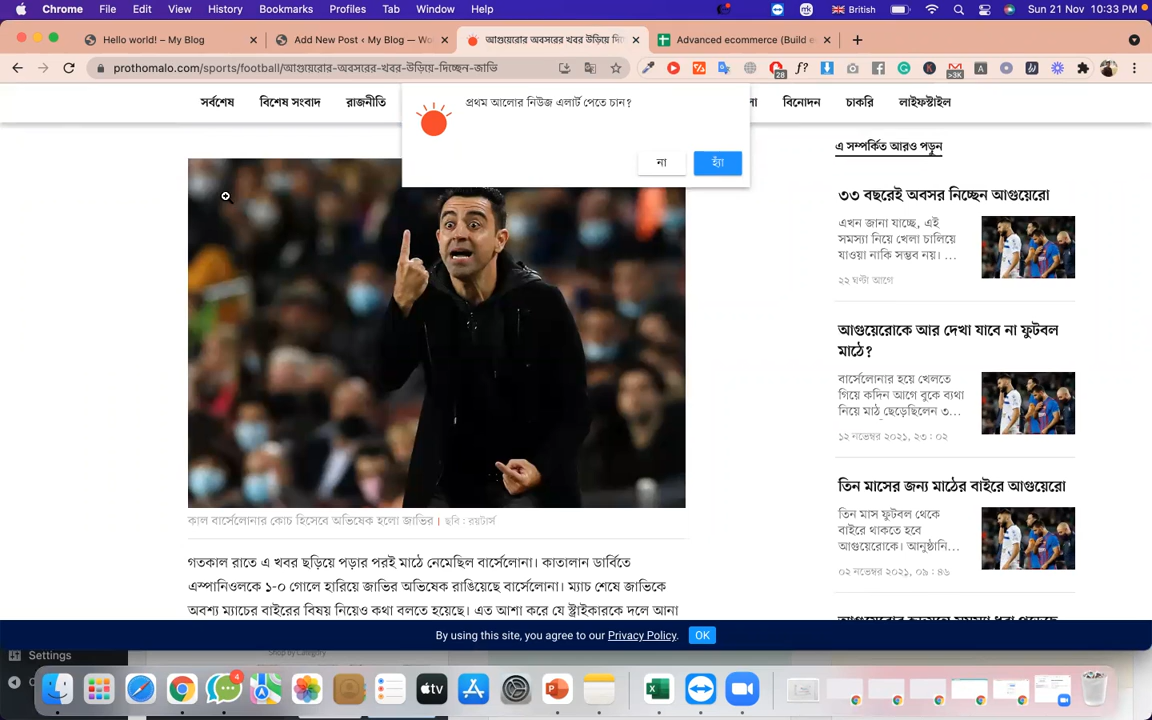 Chrome File Edit View History Bookmarks Profiles Tab Window Help British Sun 21 Nov 10:33 PM
Hello world! – My Blog
Add New Post ‹ My Blog — Wo
আগুয়েরোর অবসরের খবর উড়িয়ে দি
Advanced ecommerce (Build e
prothomalo.com/sports/football/আগুয়েরোর-অবসরের-খবর-উড়িয়ে-দিচ্ছেন-জাভি
28
>3K
সর্বশেষ বিশেষ সংবাদ রাজনীতি লা বিনোদন চাকরি লাইফস্টাইল
প্রথম আলোর নিউজ এলার্ট পেতে চান?
না হ্যাঁ
এ সম্পর্কিত আরও পড়ুন
৩৩ বছরেই অবসর নিচ্ছেন আগুয়েরো
এখন জানা যাচ্ছে, এই
সমস্যা নিয়ে খেলা চালিয়ে
যাওয়া নাকি সম্ভব নয়। ...
২২ ঘণ্টা আগে
আগুয়েরোকে আর দেখা যাবে না ফুটবল
মাঠে?
বার্সেলোনার হয়ে খেলতে
গিয়ে কদিন আগে বুকে ব্যথা
নিয়ে মাঠ ছেড়েছিলেন ৩...
১২ নভেম্বর ২০২১, ২৩ : ০২
তিন মাসের জন্য মাঠের বাইরে আগুয়েরো
তিন মাস ফুটবল থেকে
বাইরে থাকতে হবে
আগুয়েরোকে। আনুষ্ঠানি...
০২ নভেম্বর ২০২১, ০৯ : ৪৬
কাল বার্সেলোনার কোচ হিসেবে অভিষেক হলো জাভির | ছবি : রয়টার্স
গতকাল রাতে এ খবর ছড়িয়ে পড়ার পরই মাঠে নেমেছিল বার্সেলোনা। কাতালান ডার্বিতে
এস্পানিওলকে ১-০ গোলে হারিয়ে জাভির অভিষেক রাঙিয়েছে বার্সেলোনা। ম্যাচ শেষে জাভিকে
অবশ্য ম্যাচের বাইরের বিষয় নিয়েও কথা বলতে হয়েছে। এত আশা করে যে স্ট্রাইকারকে দলে আনা
By using this site, you agree to our Privacy Policy. OK
Settings
Shop by Category
4
tv